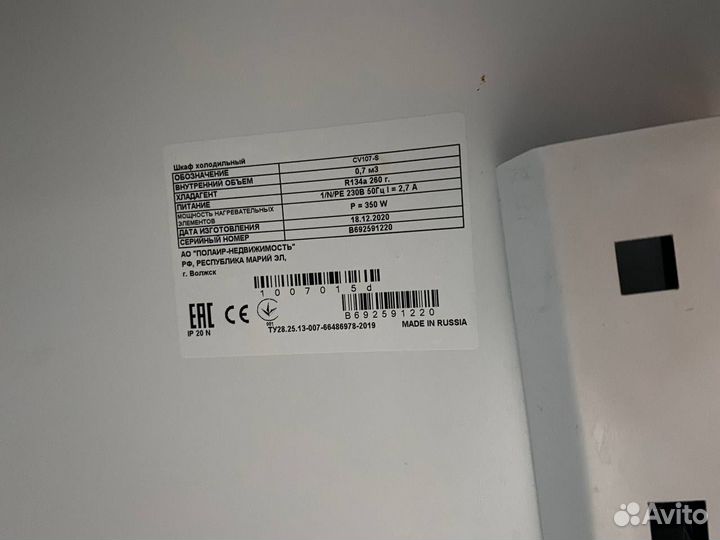 Шкаф холодильный
ОБОЗНАЧЕНИЕ CV107-S
ВНУТРЕННИЙ ОБЪЕМ 0,7 м3
ХЛАДАГЕНТ R134a 260 г.
ПИТАНИЕ 1/N/PE 230В 50Гц I = 2,7 А
МОЩНОСТЬ НАГРЕВАТЕЛЬНЫХ ЭЛЕМЕНТОВ P = 350 W
ДАТА ИЗГОТОВЛЕНИЯ 18.12.2020
СЕРИЙНЫЙ НОМЕР B692591220
АО "ПОЛАИР-НЕДВИЖИМОСТЬ"
РФ, РЕСПУБЛИКА МАРИЙ ЭЛ,
г. Волжск
1007015d
B692591220
EAC CE 001
IP 20 N
ТУ28.25.13-007-66486978-2019 MADE IN RUSSIA
Avito